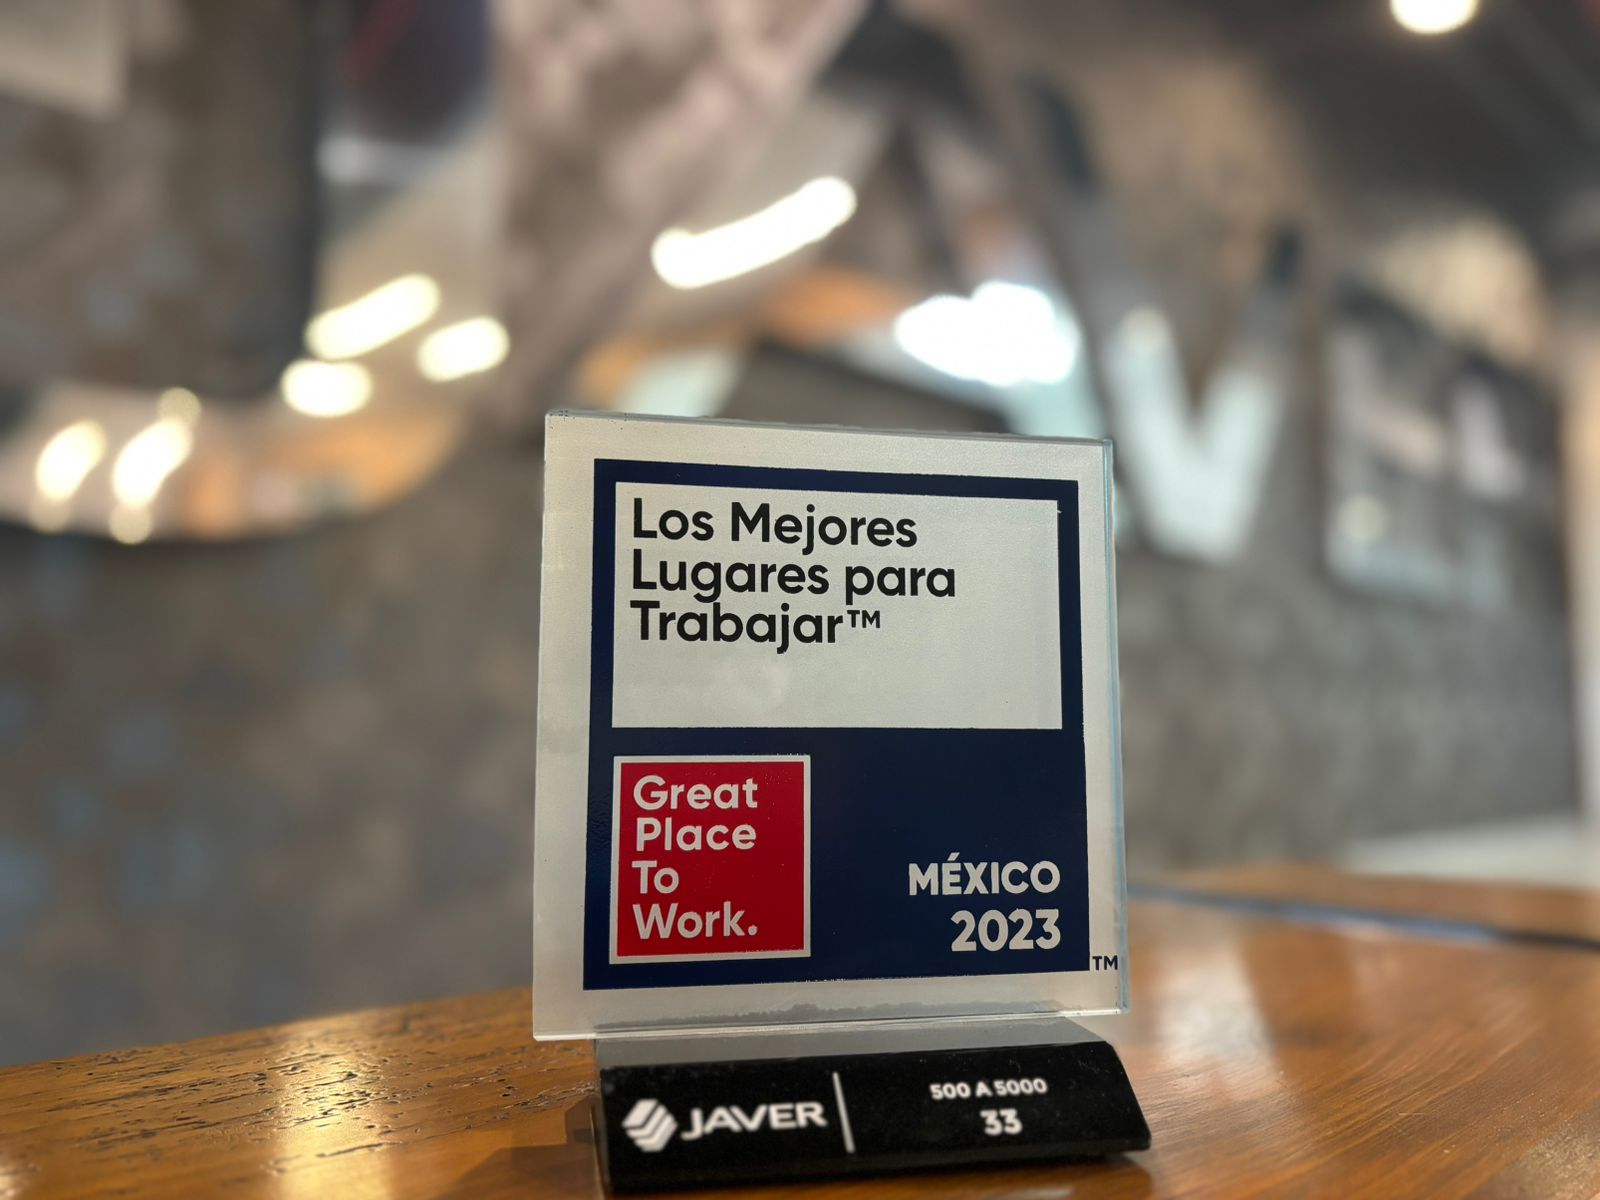 Los Mejores
Lugares para
Trabajar™
Great
Place
To
Work.
MÉXICO
2023
TM
JAVER
500 A 5000
33